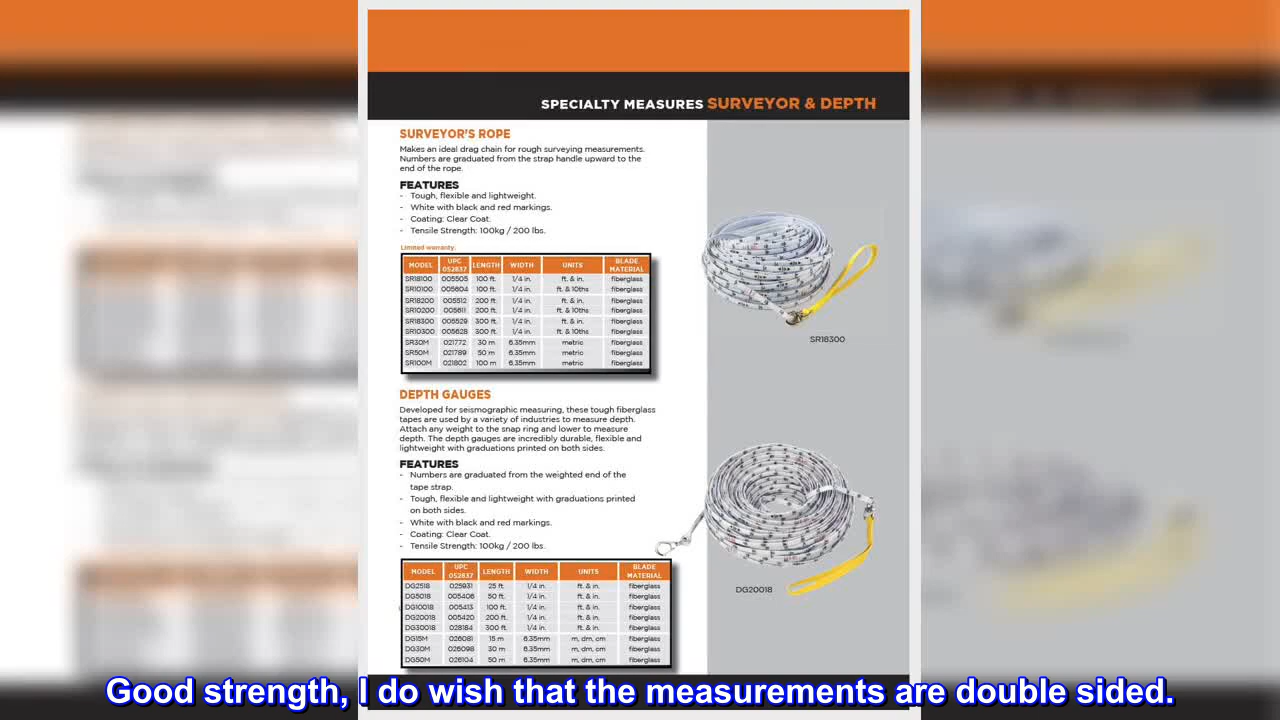 SPECIALTY MEASURES SURVEYOR & DEPTH
SURVEYOR'S ROPE
Makes an ideal drag chain for rough surveying measurements.
Numbers are graduated from the strap handle upward to the
end of the rope.
FEATURES
- Tough, flexible and lightweight.
- White with black and red markings.
- Coating: Clear Coat.
- Tensile Strength: 100kg / 200 lbs.
Limited warranty.
MODEL UPC 052837 LENGTH WIDTH UNITS BLADE MATERIAL
SR18100 005505 100 ft. 1/4 in. ft. & in. fiberglass
SR10100 005604 100 ft. 1/4 in. ft. & 10ths fiberglass
SR18200 005512 200 ft. 1/4 in. ft. & in. fiberglass
SR10200 005611 200 ft. 1/4 in. ft. & 10ths fiberglass
SR18300 005529 300 ft. 1/4 in. ft. & in. fiberglass
SR10300 005628 300 ft. 1/4 in. ft. & 10ths fiberglass
SR30M 021772 30 m 6.35mm metric fiberglass
SR50M 021789 50 m 6.35mm metric fiberglass
SR100M 021802 100 m 6.35mm metric fiberglass
SR18300
DEPTH GAUGES
Developed for seismographic measuring, these tough fiberglass
tapes are used by a variety of industries to measure depth.
Attach any weight to the snap ring and lower to measure
depth. The depth gauges are incredibly durable, flexible and
lightweight with graduations printed on both sides.
FEATURES
- Numbers are graduated from the weighted end of the
tape strap.
- Tough, flexible and lightweight with graduations printed
on both sides.
- White with black and red markings.
- Coating: Clear Coat.
- Tensile Strength: 100kg / 200 lbs.
MODEL UPC 052837 LENGTH WIDTH UNITS BLADE MATERIAL
DG2518 025931 25 ft. 1/4 in. ft. & in. fiberglass
DG5018 005406 50 ft. 1/4 in. ft. & in. fiberglass
DG10018 005413 100 ft. 1/4 in. ft. & in. fiberglass
DG20018 005420 200 ft. 1/4 in. ft. & in. fiberglass
DG30018 028184 300 ft. 1/4 in. ft. & in. fiberglass
DG15M 026081 15 m 6.35mm m, dm, cm fiberglass
DG30M 026098 30 m 6.35mm m, dm, cm fiberglass
DG50M 026104 50 m 6.35mm m, dm, cm fiberglass
DG20018
Good strength, I do wish that the measurements are double sided.